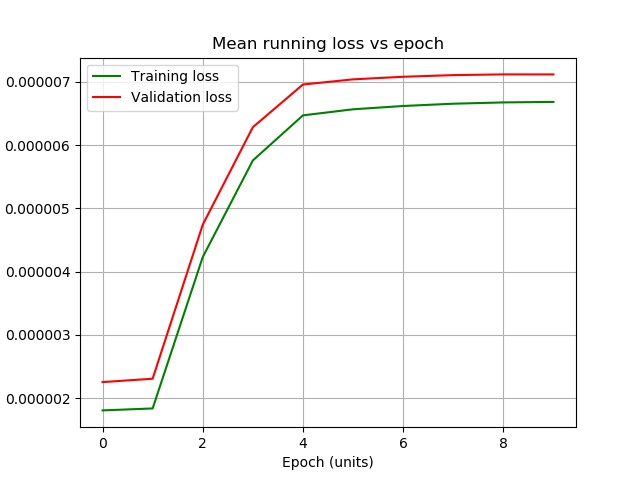 Mean running loss vs epoch
Training loss
Validation loss
0.000007
0.000006
0.000005
0.000004
0.000003
0.000002
0 2 4 6 8
Epoch (units)